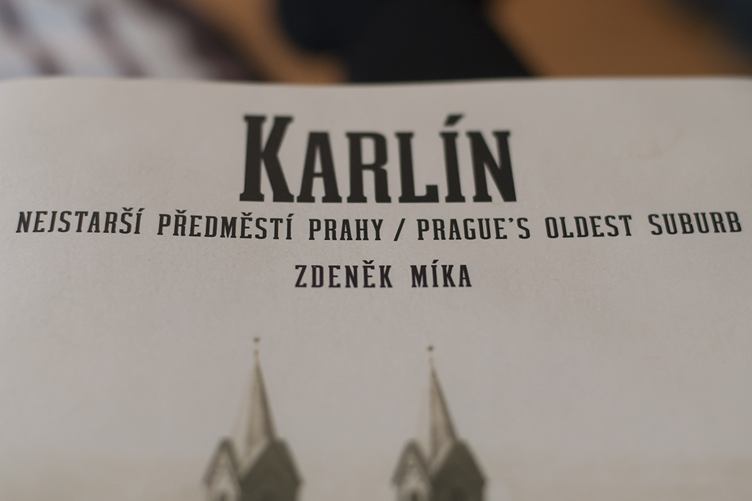 KARLÍN
NEJSTARŠÍ PŘEDMĚSTÍ PRAHY / PRAGUE'S OLDEST SUBURB
ZDENĚK MÍKA